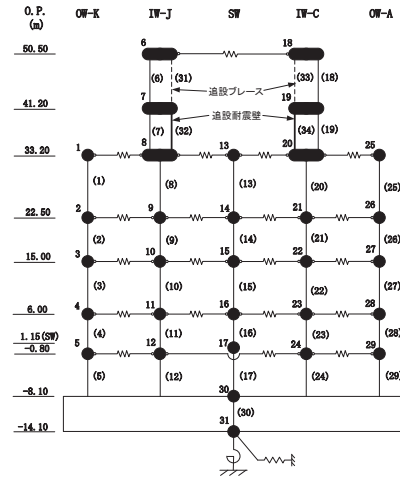 O.P. OW-K IW-J SW IW-C OW-A
(m)
50.50 6 18
(6) (31) (33) (18)
追設ブレース
41.20 7 19
追設耐震壁
(7) (32) (34) (19)
33.20 1 8 13 20 25
(1) (8) (13) (20) (25)
22.50 2 9 14 21 26
(2) (9) (14) (21) (26)
15.00 3 10 15 22 27
(3) (10) (15) (22) (27)
6.00 4 11 16 23 28
(4) (11) (16) (23) (28)
1.15(SW) 17
-0.80 5 12 24 29
(5) (12) (17) (24) (29)
-8.10 30
(30)
-14.10 31